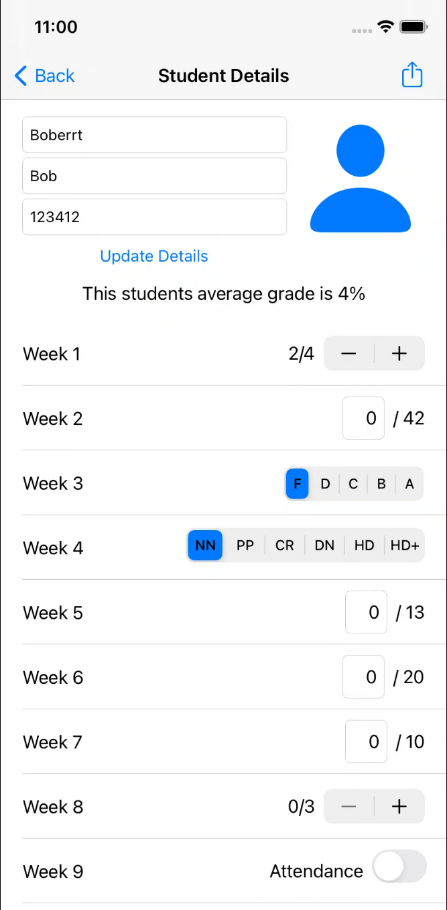 11:00
Back Student Details
Boberrt
Bob
123412
Update Details
This students average grade is 4%
Week 1 2/4 − +
Week 2 0 / 42
Week 3 F D C B A
Week 4 NN PP CR DN HD HD+
Week 5 0 / 13
Week 6 0 / 20
Week 7 0 / 10
Week 8 0/3 − +
Week 9 Attendance